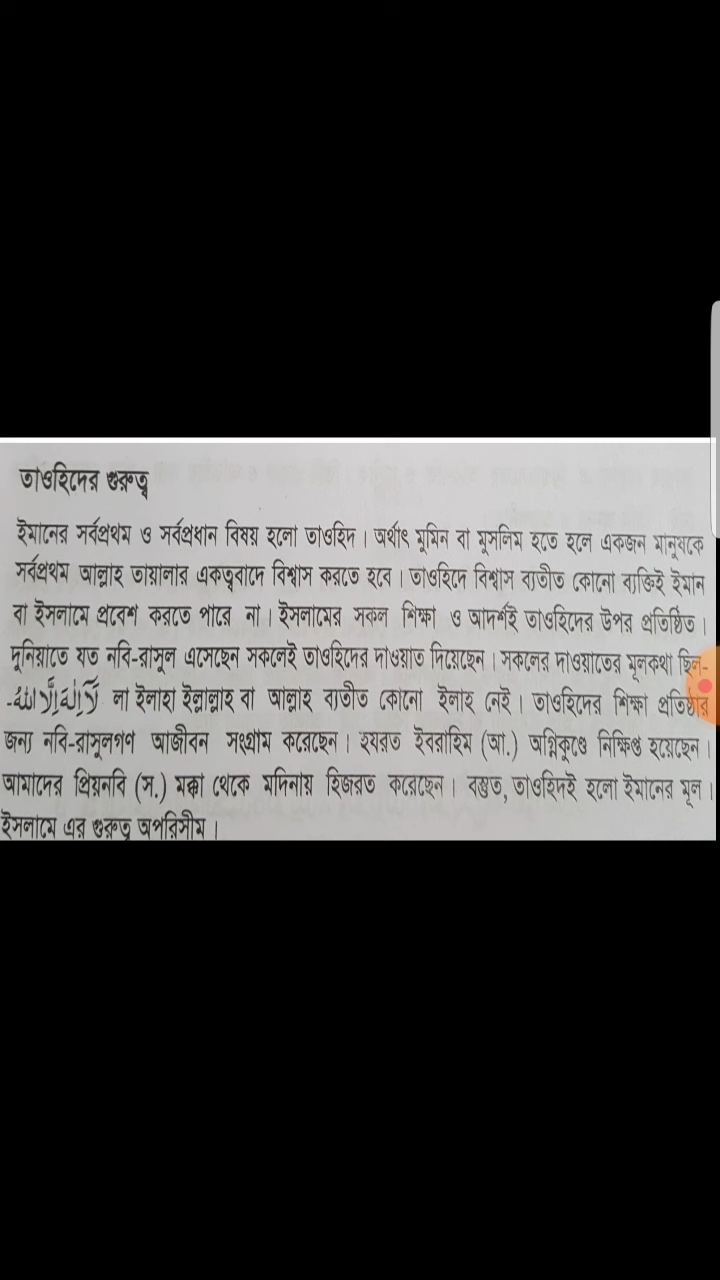 তাওহিদের গুরুত্ব
ইমানের সর্বপ্রথম ও সর্বপ্রধান বিষয় হলো তাওহিদ। অর্থাৎ মুমিন বা মুসলিম হতে হলে একজন মানুষকে
সর্বপ্রথম আল্লাহ তায়ালার একত্ববাদে বিশ্বাস করতে হবে। তাওহিদে বিশ্বাস ব্যতীত কোনো ব্যক্তিই ইমান
বা ইসলামে প্রবেশ করতে পারে না। ইসলামের সকল শিক্ষা ও আদর্শই তাওহিদের উপর প্রতিষ্ঠিত।
দুনিয়াতে যত নবি-রাসুল এসেছেন সকলেই তাওহিদের দাওয়াত দিয়েছেন। সকলের দাওয়াতের মূলকথা ছিল-
-لَآ اِلٰهَ اِلَّا اللّٰهُ লা ইলাহা ইল্লাল্লাহ বা আল্লাহ ব্যতীত কোনো ইলাহ নেই। তাওহিদের শিক্ষা প্রতিষ্ঠার
জন্য নবি-রাসুলগণ আজীবন সংগ্রাম করেছেন। হযরত ইবরাহিম (আ.) অগ্নিকুণ্ডে নিক্ষিপ্ত হয়েছেন।
আমাদের প্রিয়নবি (স.) মক্কা থেকে মদিনায় হিজরত করেছেন। বস্তুত, তাওহিদই হলো ইমানের মূল।
ইসলামে এর গুরুত্ব অপরিসীম।